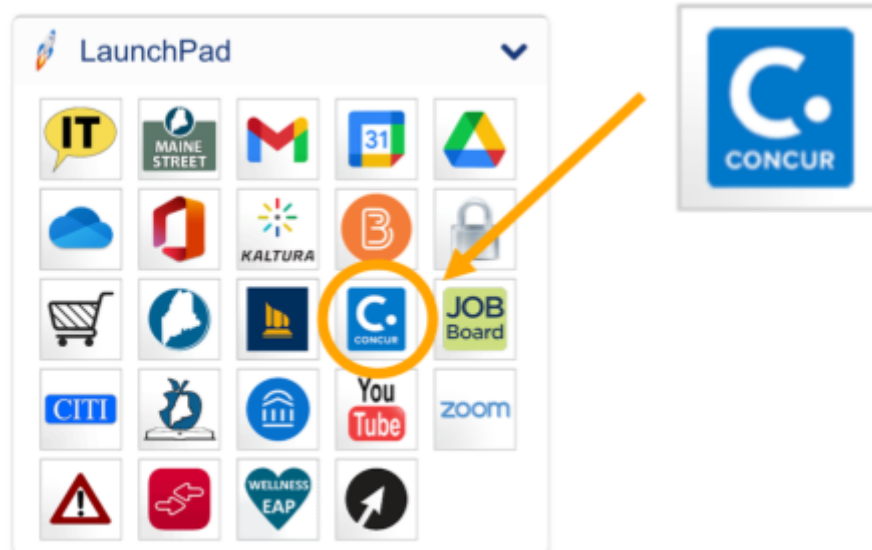 LaunchPad
CONCUR
IT
MAINE
STREET
31
KALTURA
B
C.
CONCUR
JOB
Board
CITI
You
Tube
zoom
WELLNESS
EAP